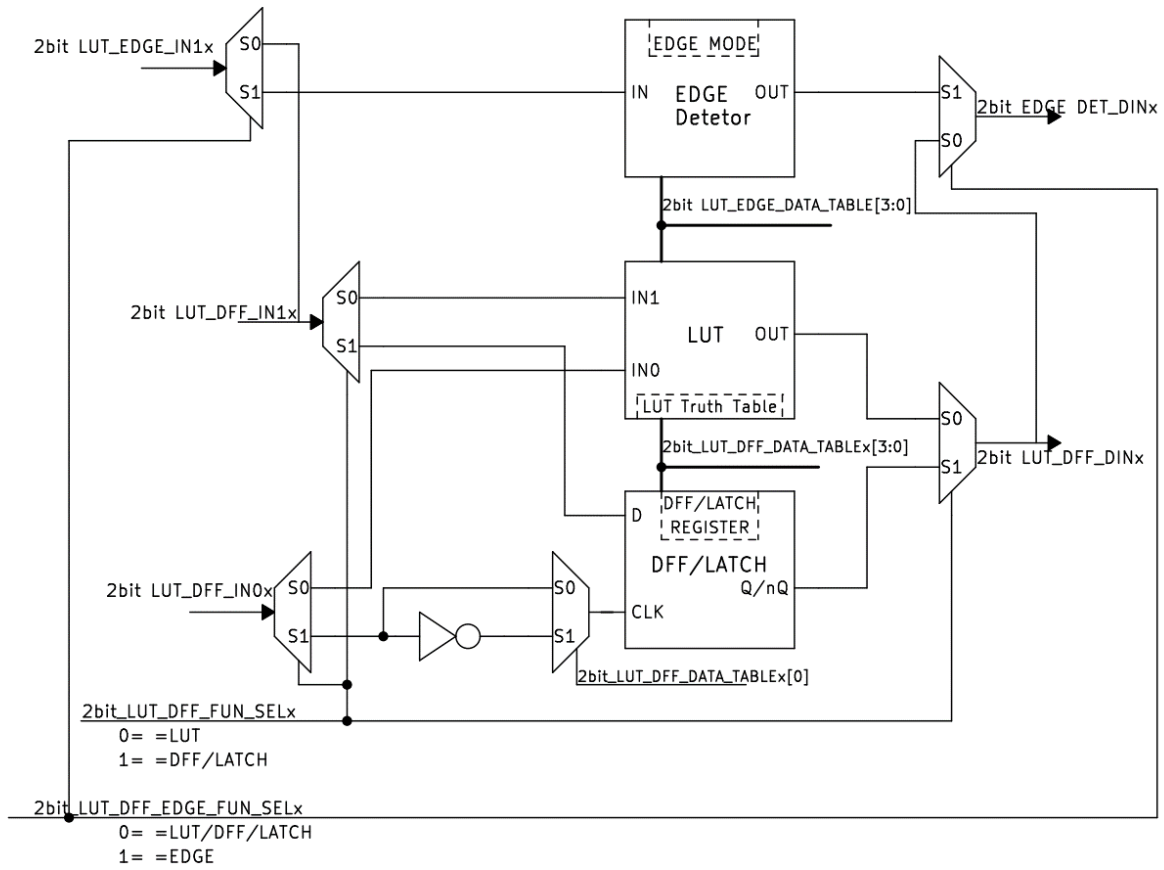 2bit LUT_EDGE_IN1x
S0
S1
EDGE MODE
IN
EDGE
Detetor
OUT
S1
S0
2bit EDGE DET_DINx
2bit LUT_EDGE_DATA_TABLE[3:0]
2bit LUT_DFF_IN1x
S0
S1
IN1
LUT
OUT
IN0
LUT Truth Table
S0
S1
2bit LUT_DFF_DINx
2bit_LUT_DFF_DATA_TABLEx[3:0]
D
DFF/LATCH
REGISTER
DFF/LATCH
Q/nQ
CLK
2bit LUT_DFF_IN0x
S0
S1
S0
S1
2bit_LUT_DFF_DATA_TABLEx[0]
2bit_LUT_DFF_FUN_SELx
0= =LUT
1= =DFF/LATCH
2bit_LUT_DFF_EDGE_FUN_SELx
0= =LUT/DFF/LATCH
1= =EDGE